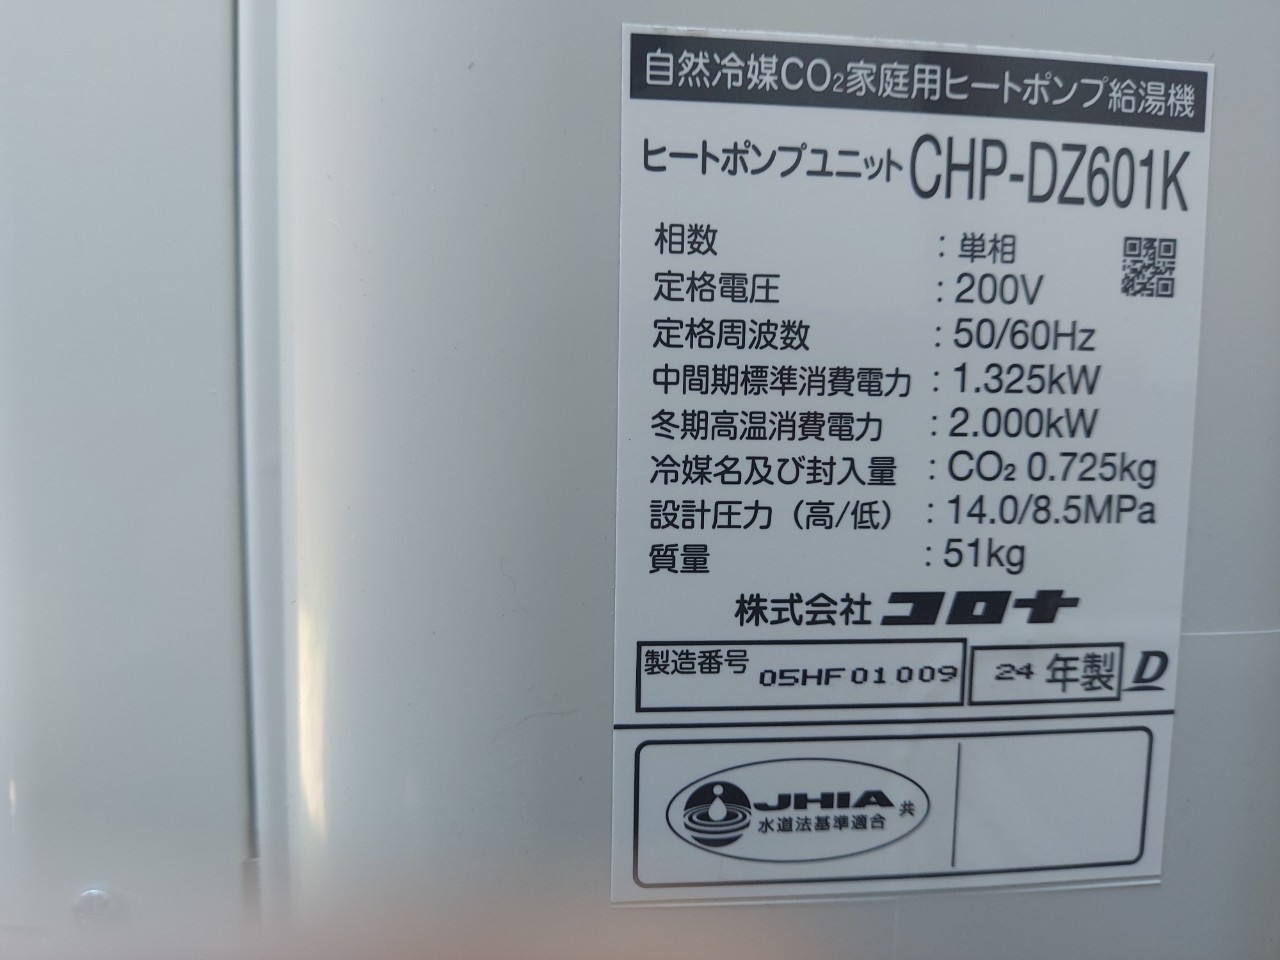 自然冷媒CO2家庭用ヒートポンプ給湯機
ヒートポンプユニット CHP-DZ601K
相数 : 単相
定格電圧 : 200V
定格周波数 : 50/60Hz
中間期標準消費電力 : 1.325kW
冬期高温消費電力 : 2.000kW
冷媒名及び封入量 : CO2 0.725kg
設計圧力（高/低） : 14.0/8.5MPa
質量 : 51kg
株式会社 コロナ
製造番号 05HF01009 24年製 D
JHIA 共
水道法基準適合